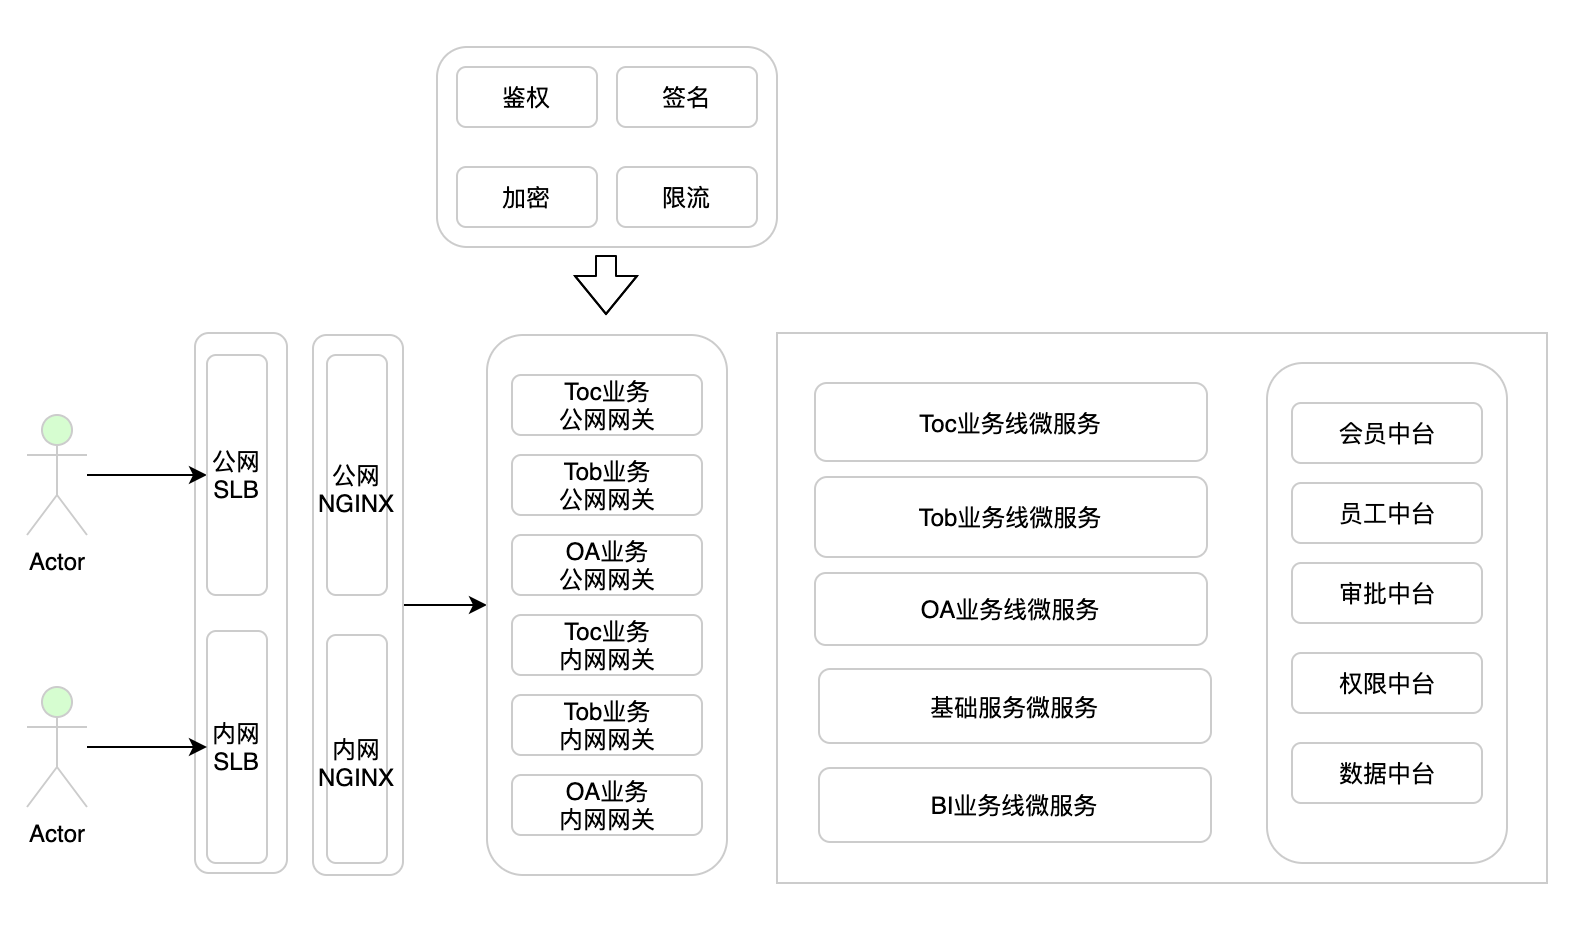 鉴权
签名
加密
限流
Actor
Actor
公网
SLB
内网
SLB
公网
NGINX
内网
NGINX
Toc业务
公网网关
Tob业务
公网网关
OA业务
公网网关
Toc业务
内网网关
Tob业务
内网网关
OA业务
内网网关
Toc业务线微服务
Tob业务线微服务
OA业务线微服务
基础服务微服务
BI业务线微服务
会员中台
员工中台
审批中台
权限中台
数据中台